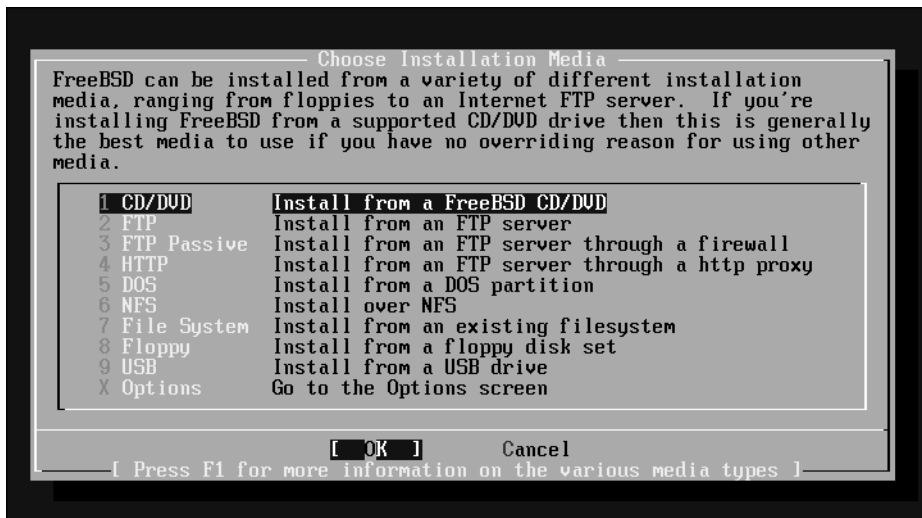 Choose Installation Media
FreeBSD can be installed from a variety of different installation
media, ranging from floppies to an Internet FTP server.  If you're
installing FreeBSD from a supported CD/DVD drive then this is generally
the best media to use if you have no overriding reason for using other
media.
1 CD/DVD       Install from a FreeBSD CD/DVD
2 FTP          Install from an FTP server
3 FTP Passive  Install from an FTP server through a firewall
4 HTTP         Install from an FTP server through a http proxy
5 DOS          Install from a DOS partition
6 NFS          Install over NFS
7 File System  Install from an existing filesystem
8 Floppy       Install from a floppy disk set
9 USB          Install from a USB drive
X Options      Go to the Options screen
[  OK  ]       Cancel
[ Press F1 for more information on the various media types ]